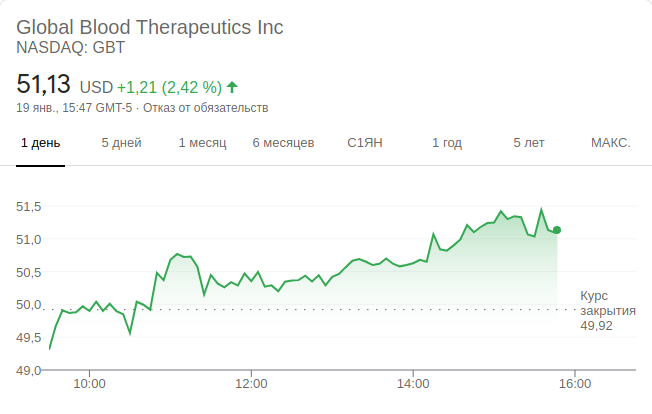 Global Blood Therapeutics Inc
NASDAQ: GBT
51,13 USD +1,21 (2,42 %)
19 янв., 15:47 GMT-5 · Отказ от обязательств
1 день 5 дней 1 месяц 6 месяцев С1ЯН 1 год 5 лет МАКС.
51,5
51,0
50,5
50,0
49,5
49,0
Курс
закрытия
49,92
10:00 12:00 14:00 16:00